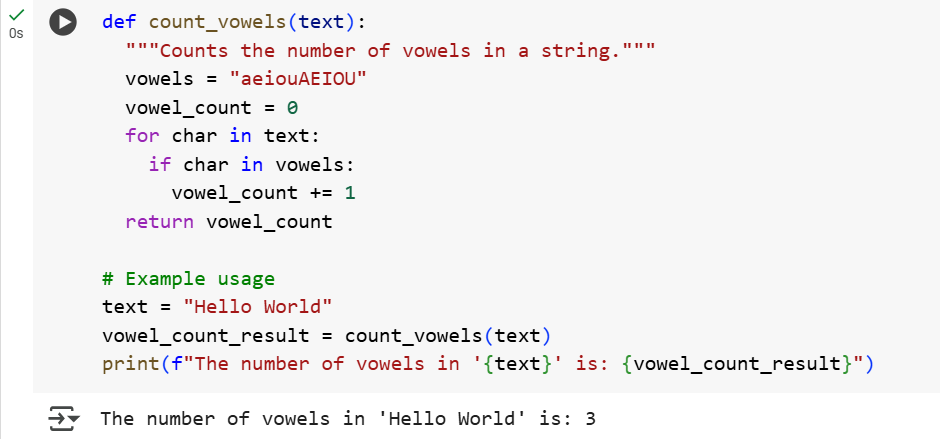 def count_vowels(text):
  """Counts the number of vowels in a string."""
  vowels = "aeiouAEIOU"
  vowel_count = 0
  for char in text:
    if char in vowels:
      vowel_count += 1
  return vowel_count

# Example usage
text = "Hello World"
vowel_count_result = count_vowels(text)
print(f"The number of vowels in '{text}' is: {vowel_count_result}")
0s
The number of vowels in 'Hello World' is: 3